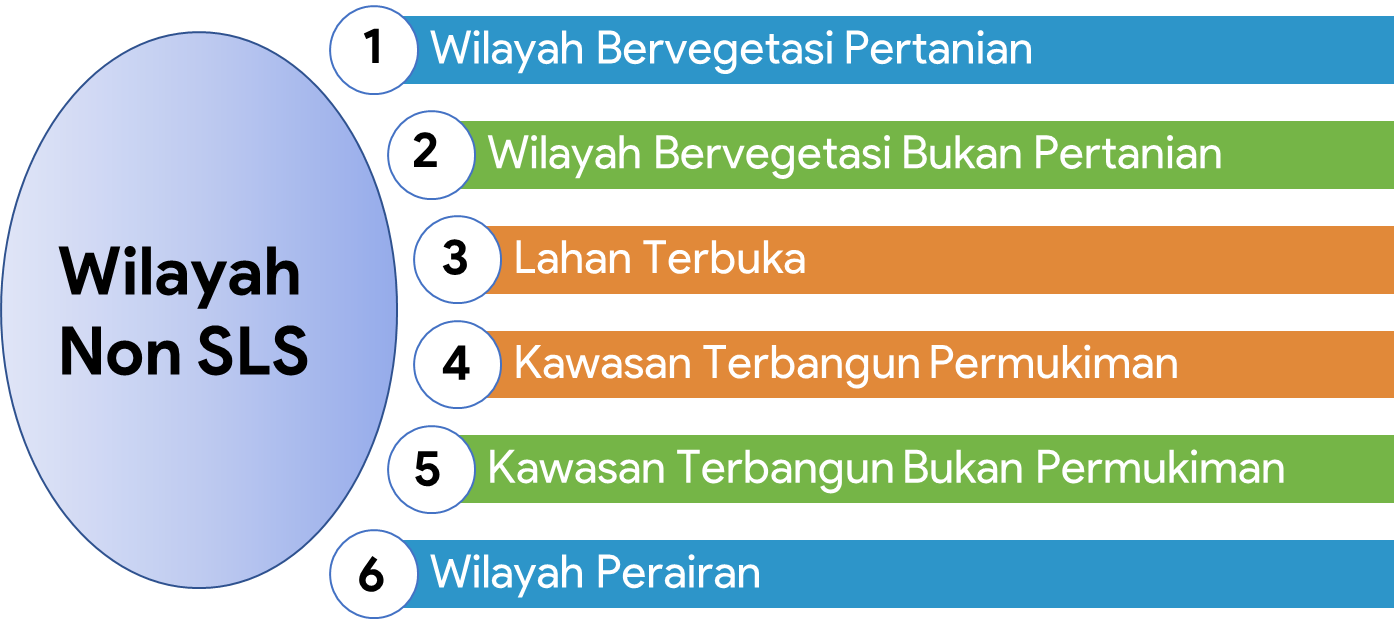 Wilayah
Non SLS
1 Wilayah Bervegetasi Pertanian
2 Wilayah Bervegetasi Bukan Pertanian
3 Lahan Terbuka
4 Kawasan Terbangun Permukiman
5 Kawasan Terbangun Bukan Permukiman
6 Wilayah Perairan